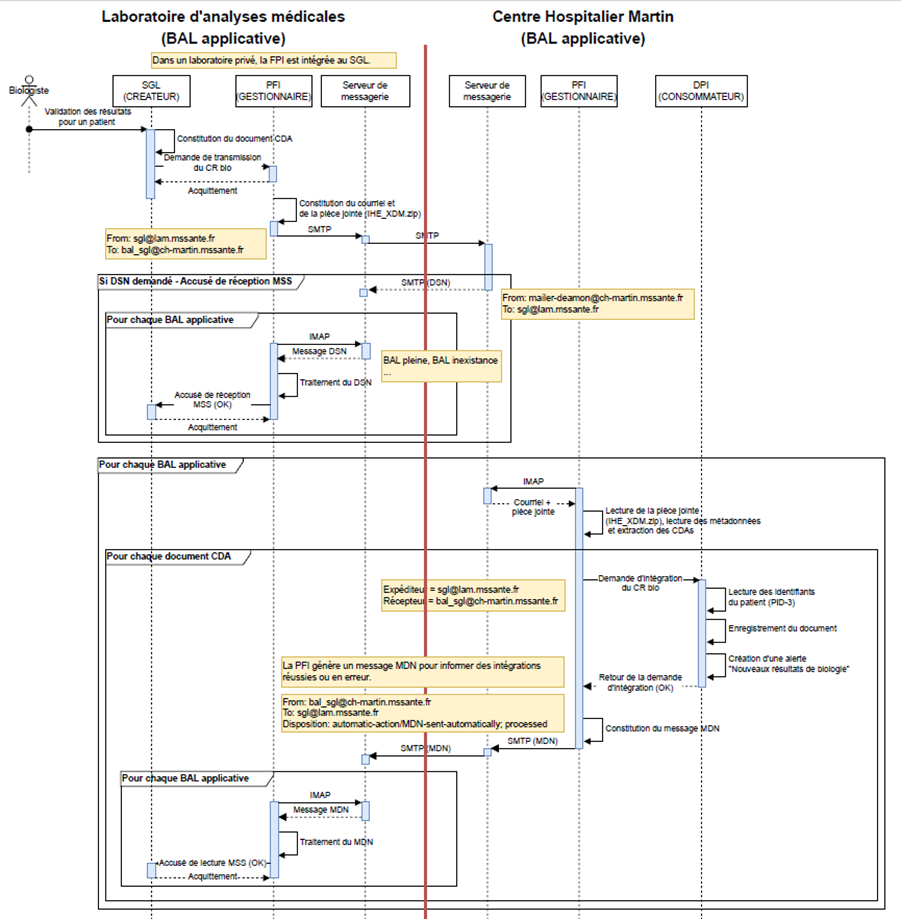 Laboratoire d'analyses médicales
(BAL applicative)
Centre Hospitalier Martin
(BAL applicative)
Dans un laboratoire privé, la FPI est intégrée au SGL.
Biologiste
SGL
(CREATEUR)
PFI
(GESTIONNAIRE)
Serveur de
messagerie
Serveur de
messagerie
PFI
(GESTIONNAIRE)
DPI
(CONSOMMATEUR)
Validation des résultats
pour un patient
Constitution du document CDA
Demande de transmission
du CR bio
Acquittement
Constitution du courriel et
de la pièce jointe (IHE_XDM.zip)
SMTP
SMTP
From: sgl@lam.mssante.fr
To: bal_sgl@ch-martin.mssante.fr
Si DSN demandé - Accusé de réception MSS
SMTP (DSN)
From: mailer-deamon@ch-martin.mssante.fr
To: sgl@lam.mssante.fr
Pour chaque BAL applicative
IMAP
Message DSN
BAL pleine, BAL inexistance
...
Traitement du DSN
Accusé de réception
MSS (OK)
Acquittement
Pour chaque BAL applicative
IMAP
Courriel +
pièce jointe
Lecture de la pièce jointe
(IHE_XDM.zip), lecture des métadonnées
et extraction des CDAs
Pour chaque document CDA
Demande d'intégration
du CR bio
Expéditeur = sgl@lam.mssante.fr
Récepteur = bal_sgl@ch-martin.mssante.fr
Lecture des identifiants
du patient (PID-3)
Enregistrement du document
Création d'une alerte
"Nouveaux résultats de biologie"
La PFI génère un message MDN pour informer des intégrations
réussies ou en erreur.
Retour de la demande
d'intégration (OK)
From: bal_sgl@ch-martin.mssante.fr
To: sgl@lam.mssante.fr
Disposition: automatic-action/MDN-sent-automatically; processed
Constitution du message MDN
SMTP (MDN)
SMTP (MDN)
Pour chaque BAL applicative
IMAP
Message MDN
Traitement du MDN
Accusé de lecture MSS (OK)
Acquittement